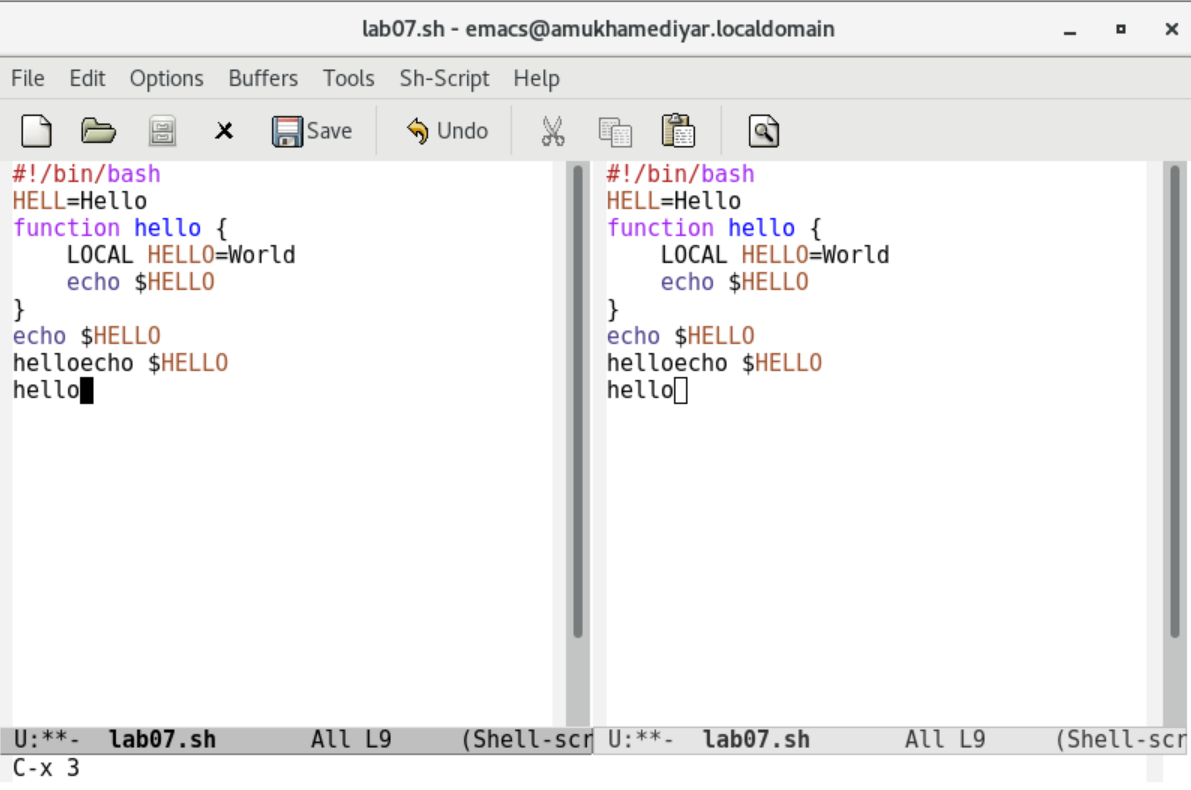 lab07.sh - emacs@amukhamediyar.localdomain
File Edit Options Buffers Tools Sh-Script Help
Save Undo
#!/bin/bash
HELL=Hello
function hello {
    LOCAL HELLO=World
    echo $HELLO
}
echo $HELLO
helloecho $HELLO
hello
U:**-  lab07.sh       All L9     (Shell-scr
#!/bin/bash
HELL=Hello
function hello {
    LOCAL HELLO=World
    echo $HELLO
}
echo $HELLO
helloecho $HELLO
hello
U:**-  lab07.sh       All L9     (Shell-scr
C-x 3